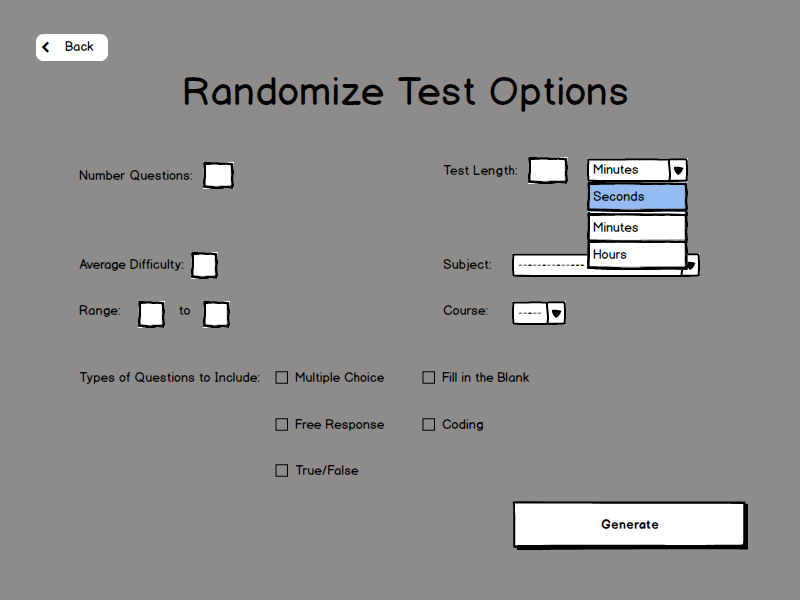 Back
Randomize Test Options
Number Questions:
Test Length:
Minutes
Seconds
Minutes
Hours
Average Difficulty:
Subject:
Range:
to
Course:
Types of Questions to Include:
Multiple Choice
Fill in the Blank
Free Response
Coding
True/False
Generate